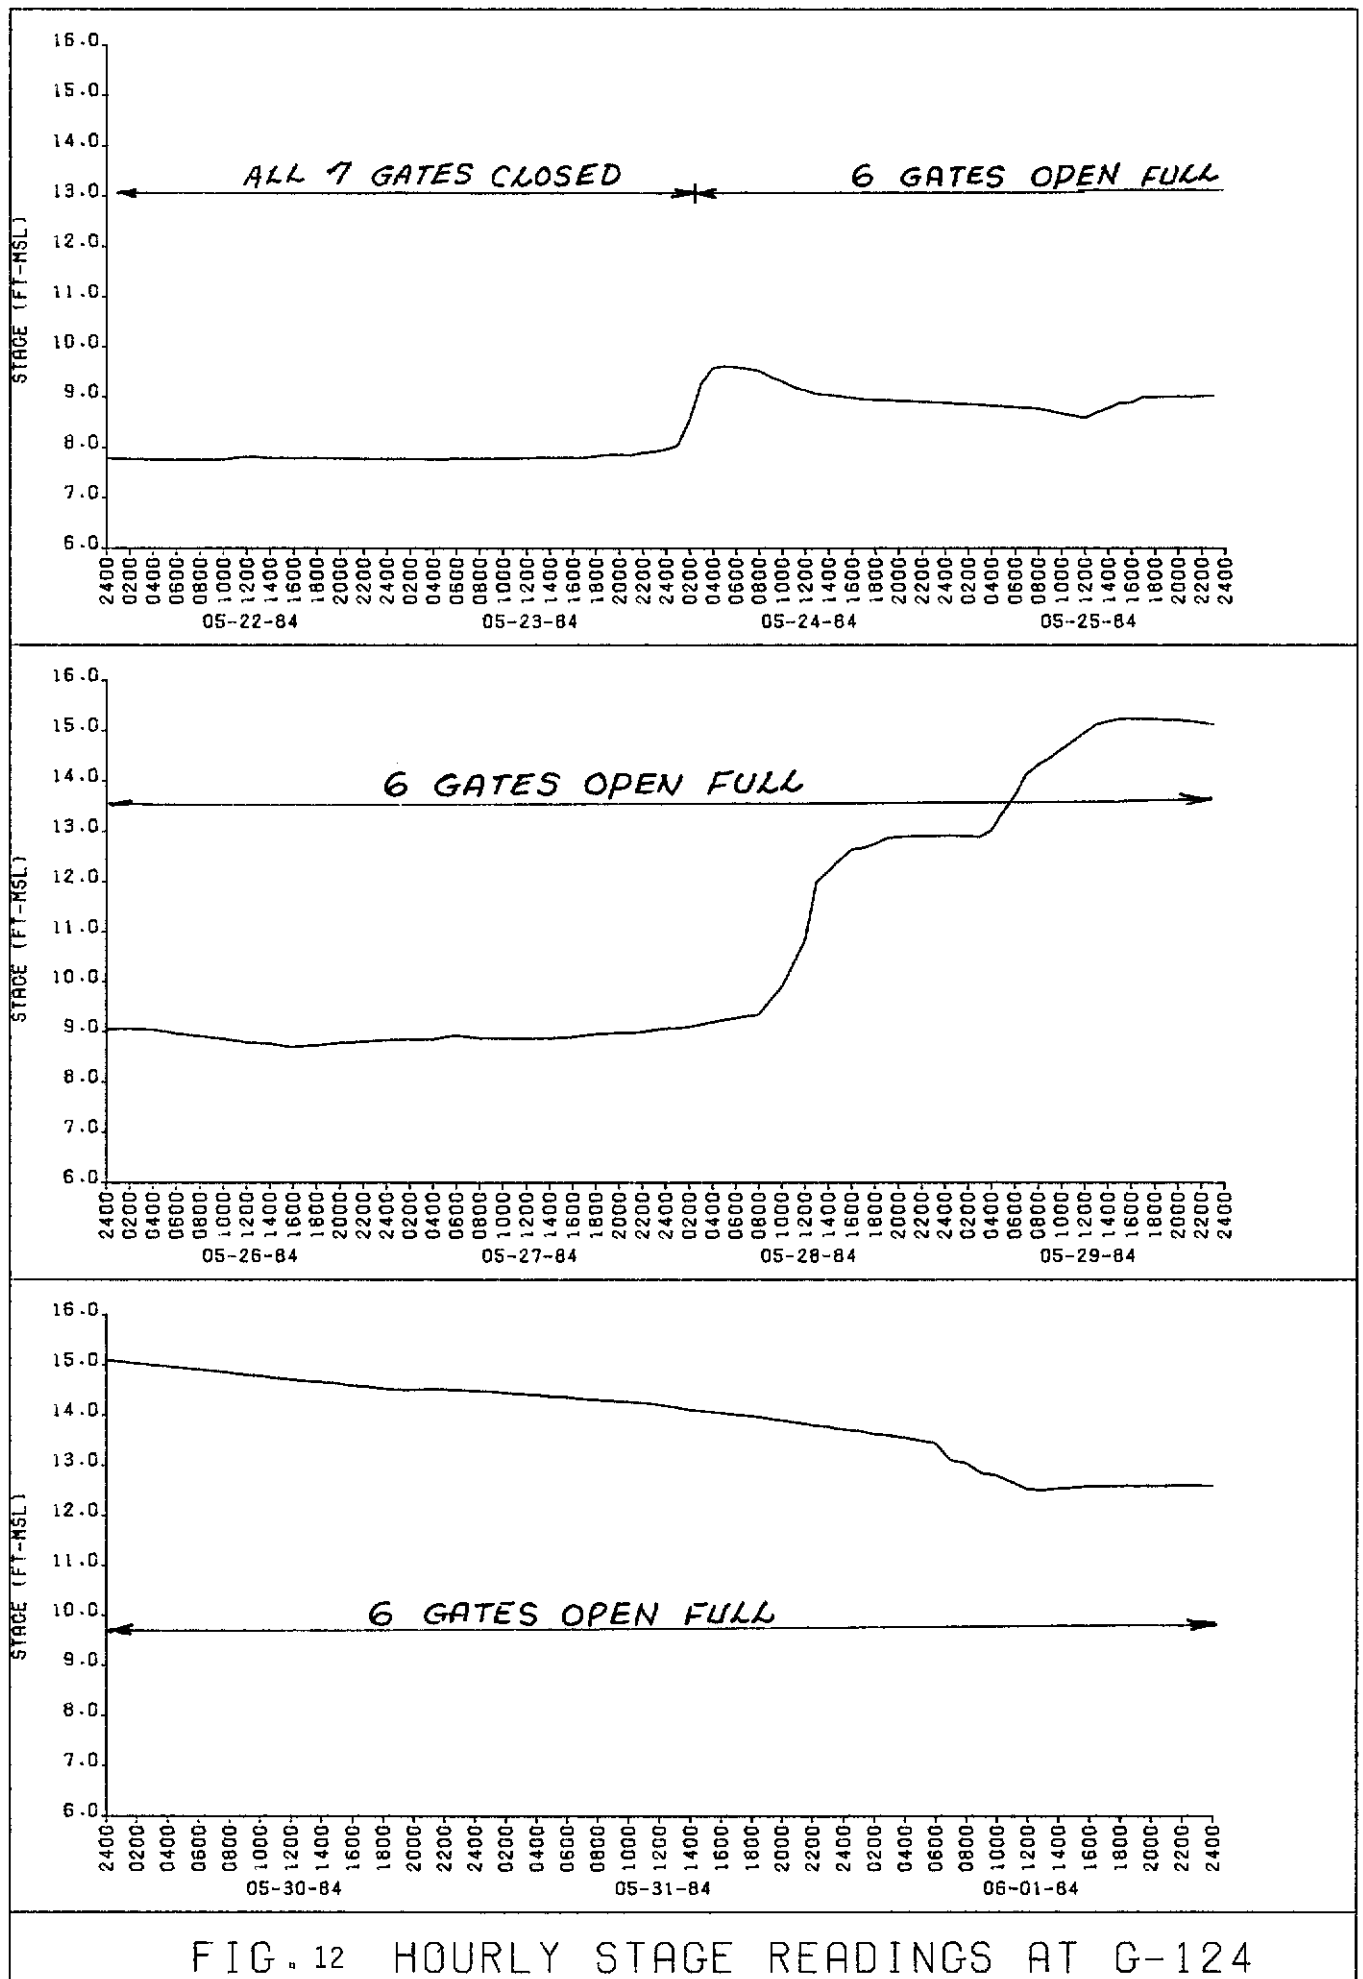 16.0
15.0
14.0
ALL 7 GATES CLOSED 6 GATES OPEN FULL
13.0
12.0
11.0
10.0
9.0
8.0
7.0
6.0
STAGE (FT-MSL)
2400 0200 0400 0600 0800 1000 1200 1400 1600 1800 2000 2200 2400 0200 0400 0600 0800 1000 1200 1400 1600 1800 2000 2200 2400 0200 0400 0600 0800 1000 1200 1400 1600 1800 2000 2200 2400 0200 0400 0600 0800 1000 1200 1400 1600 1800 2000 2200 2400
05-22-84 05-23-84 05-24-84 05-25-84
16.0
15.0
14.0
6 GATES OPEN FULL
13.0
12.0
11.0
10.0
9.0
8.0
7.0
6.0
STAGE (FT-MSL)
2400 0200 0400 0600 0800 1000 1200 1400 1600 1800 2000 2200 2400 0200 0400 0600 0800 1000 1200 1400 1600 1800 2000 2200 2400 0200 0400 0600 0800 1000 1200 1400 1600 1800 2000 2200 2400 0200 0400 0600 0800 1000 1200 1400 1600 1800 2000 2200 2400
05-26-84 05-27-84 05-28-84 05-29-84
16.0
15.0
14.0
13.0
12.0
11.0
10.0
6 GATES OPEN FULL
9.0
8.0
7.0
6.0
STAGE (FT-MSL)
2400 0200 0400 0600 0800 1000 1200 1400 1600 1800 2000 2200 2400 0200 0400 0600 0800 1000 1200 1400 1600 1800 2000 2200 2400 0200 0400 0600 0800 1000 1200 1400 1600 1800 2000 2200 2400
05-30-84 05-31-84 06-01-84
FIG. 12 HOURLY STAGE READINGS AT G-124